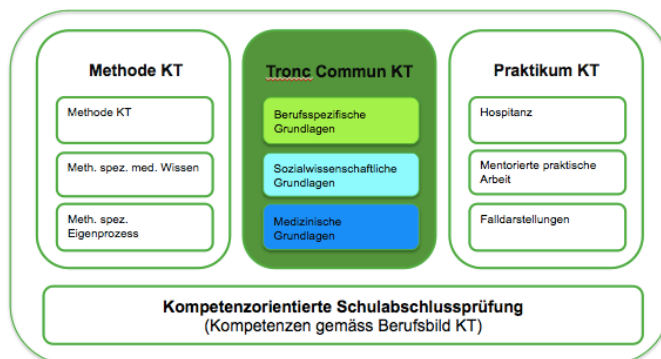 Methode KT
Methode KT
Meth. spez. med. Wissen
Meth. spez.
Eigenprozess
Tronc Commun KT
Berufsspezifische
Grundlagen
Sozialwissenschaftliche
Grundlagen
Medizinische
Grundlagen
Praktikum KT
Hospitanz
Mentorierte praktische
Arbeit
Falldarstellungen
Kompetenzorientierte Schulabschlussprüfung
(Kompetenzen gemäss Berufsbild KT)